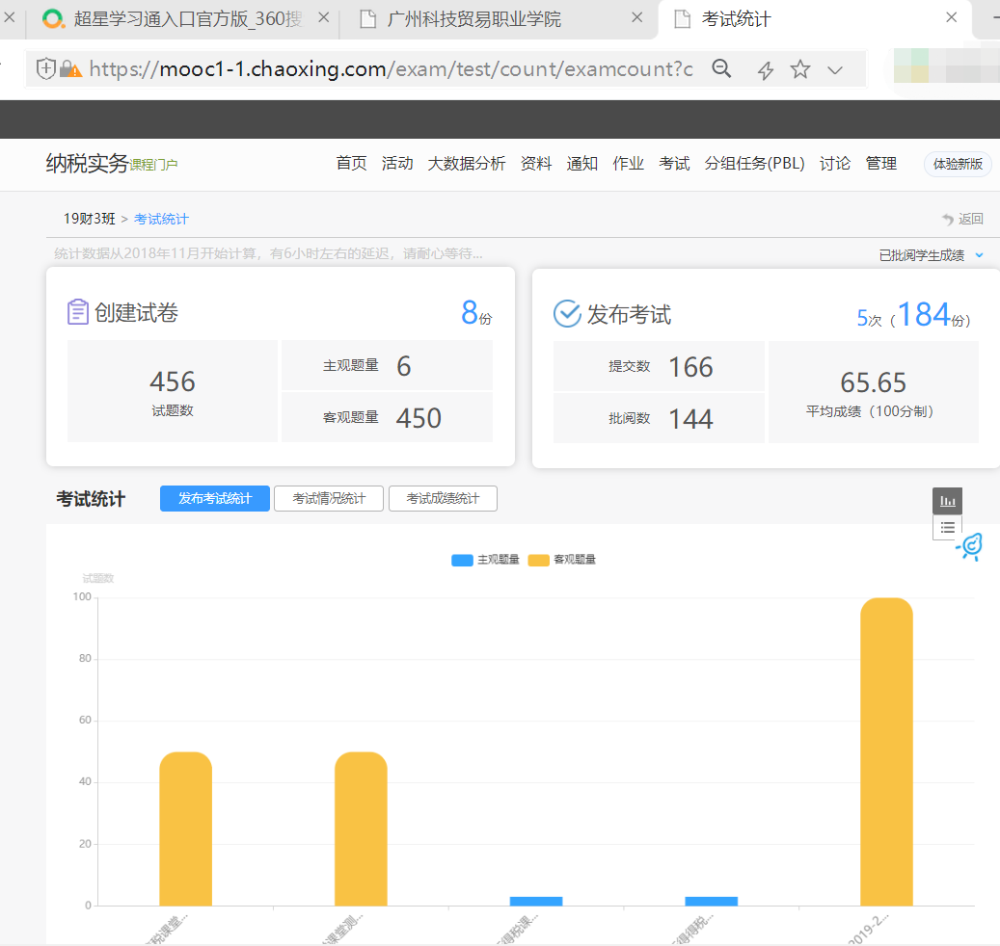 超星学习通入口官方版_360搜
广州科技贸易职业学院
考试统计
https://mooc1-1.chaoxing.com/exam/test/count/examcount?c
纳税实务课程门户
首页 活动 大数据分析 资料 通知 作业 考试 分组任务(PBL) 讨论 管理 体验新版
19财3班 > 考试统计
返回
统计数据从2018年11月开始计算，有6小时左右的延迟，请耐心等待...
已批阅学生成绩
创建试卷
8份
456
试题数
主观题量 6
客观题量 450
发布考试
5次（184份）
提交数 166
批阅数 144
65.65
平均成绩（100分制）
考试统计
发布考试统计 考试情况统计 考试成绩统计
主观题量 客观题量
试题数
100
80
60
40
20
0
税课堂...
课堂测...
得税课...
得得税...
2019-2...